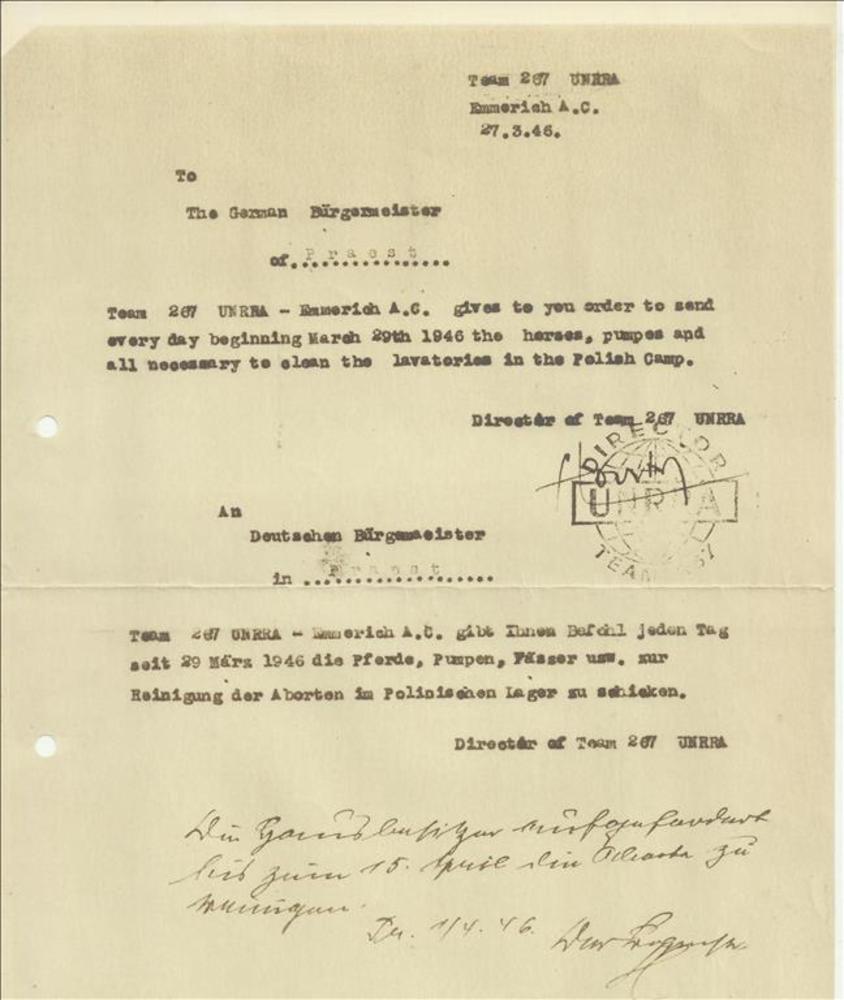 Team 267 UNRRA
Emmerich A.C.
27.3.46.
To
The German Bürgermeister
of.Praest
Team 267 UNRRA - Emmerich A.C. gives to you order to send
every day beginning March 29th 1946 the horses, pumpes and
all necessary to clean the lavatories in the Polish Camp.
Director of Team 267 UNRRA
DIRECTOR
UNRRA
TEAM 267
An
Deutschen Bürgemaeister
in Praest
Team 267 UNRRA - Emmerich A.C. gibt Ihnen Befehl jeden Tag
seit 29 März 1946 die Pferde, Pumpen, Fässer usw. zur
Reinigung der Aborten im Polinischen Lager zu schicken.
Director of Team 267 UNRRA
Die Hausbesitzer aufgefordert
bis zum 15. April die Aborte zu
reinigen.
1/4.46. Der